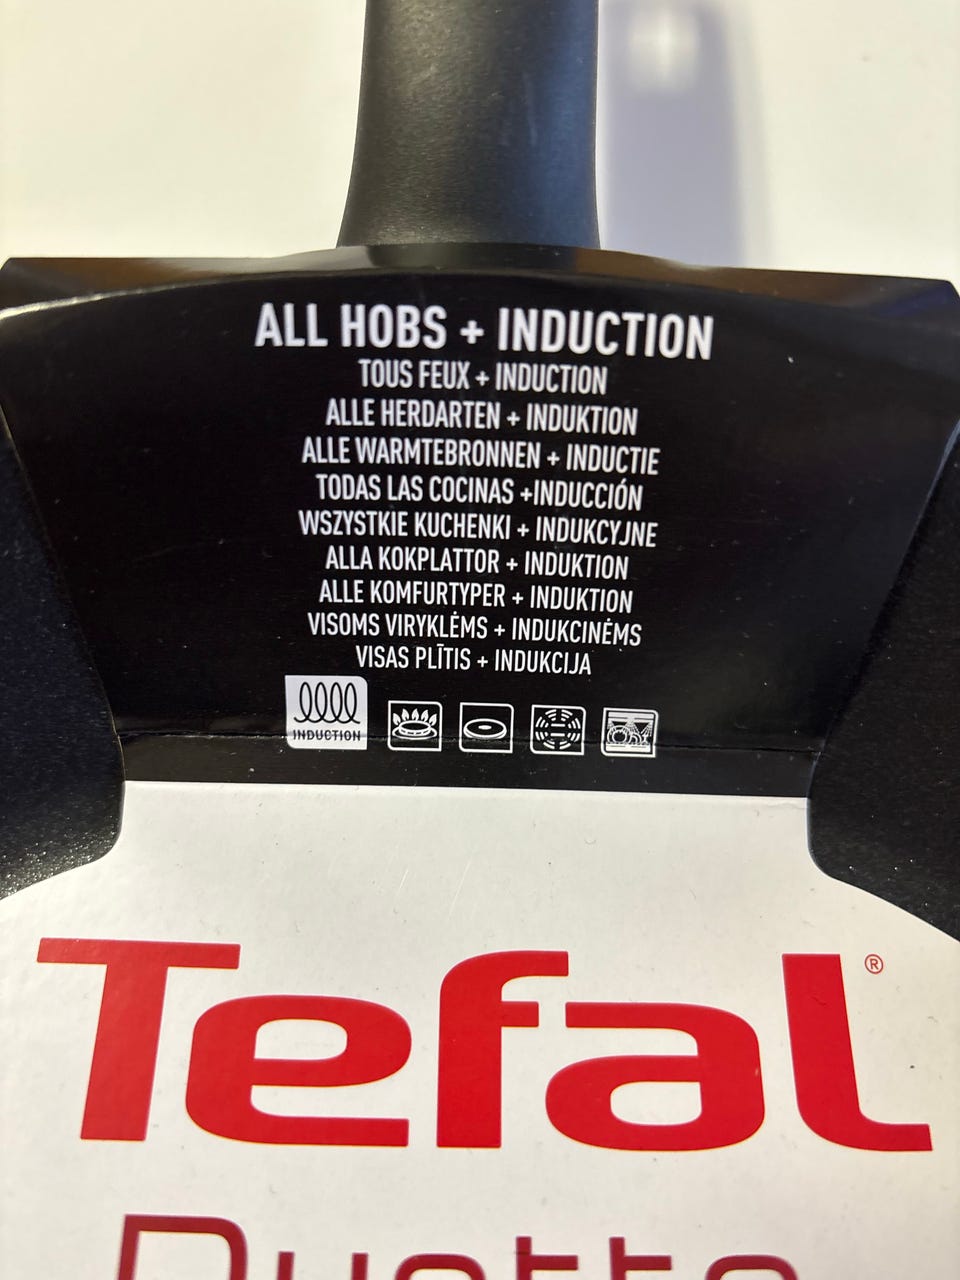 ALL HOBS + INDUCTION
TOUS FEUX + INDUCTION
ALLE HERDARTEN + INDUKTION
ALLE WARMTEBRONNEN + INDUCTIE
TODAS LAS COCINAS +INDUCCIÓN
WSZYSTKIE KUCHENKI + INDUKCYJNE
ALLA KOKPLATTOR + INDUKTION
ALLE KOMFURTYPER + INDUKTION
VISOMS VIRYKLĖMS + INDUKCINĖMS
VISAS PLĪTIS + INDUKCIJA
INDUCTION
Tefal®
Duetto